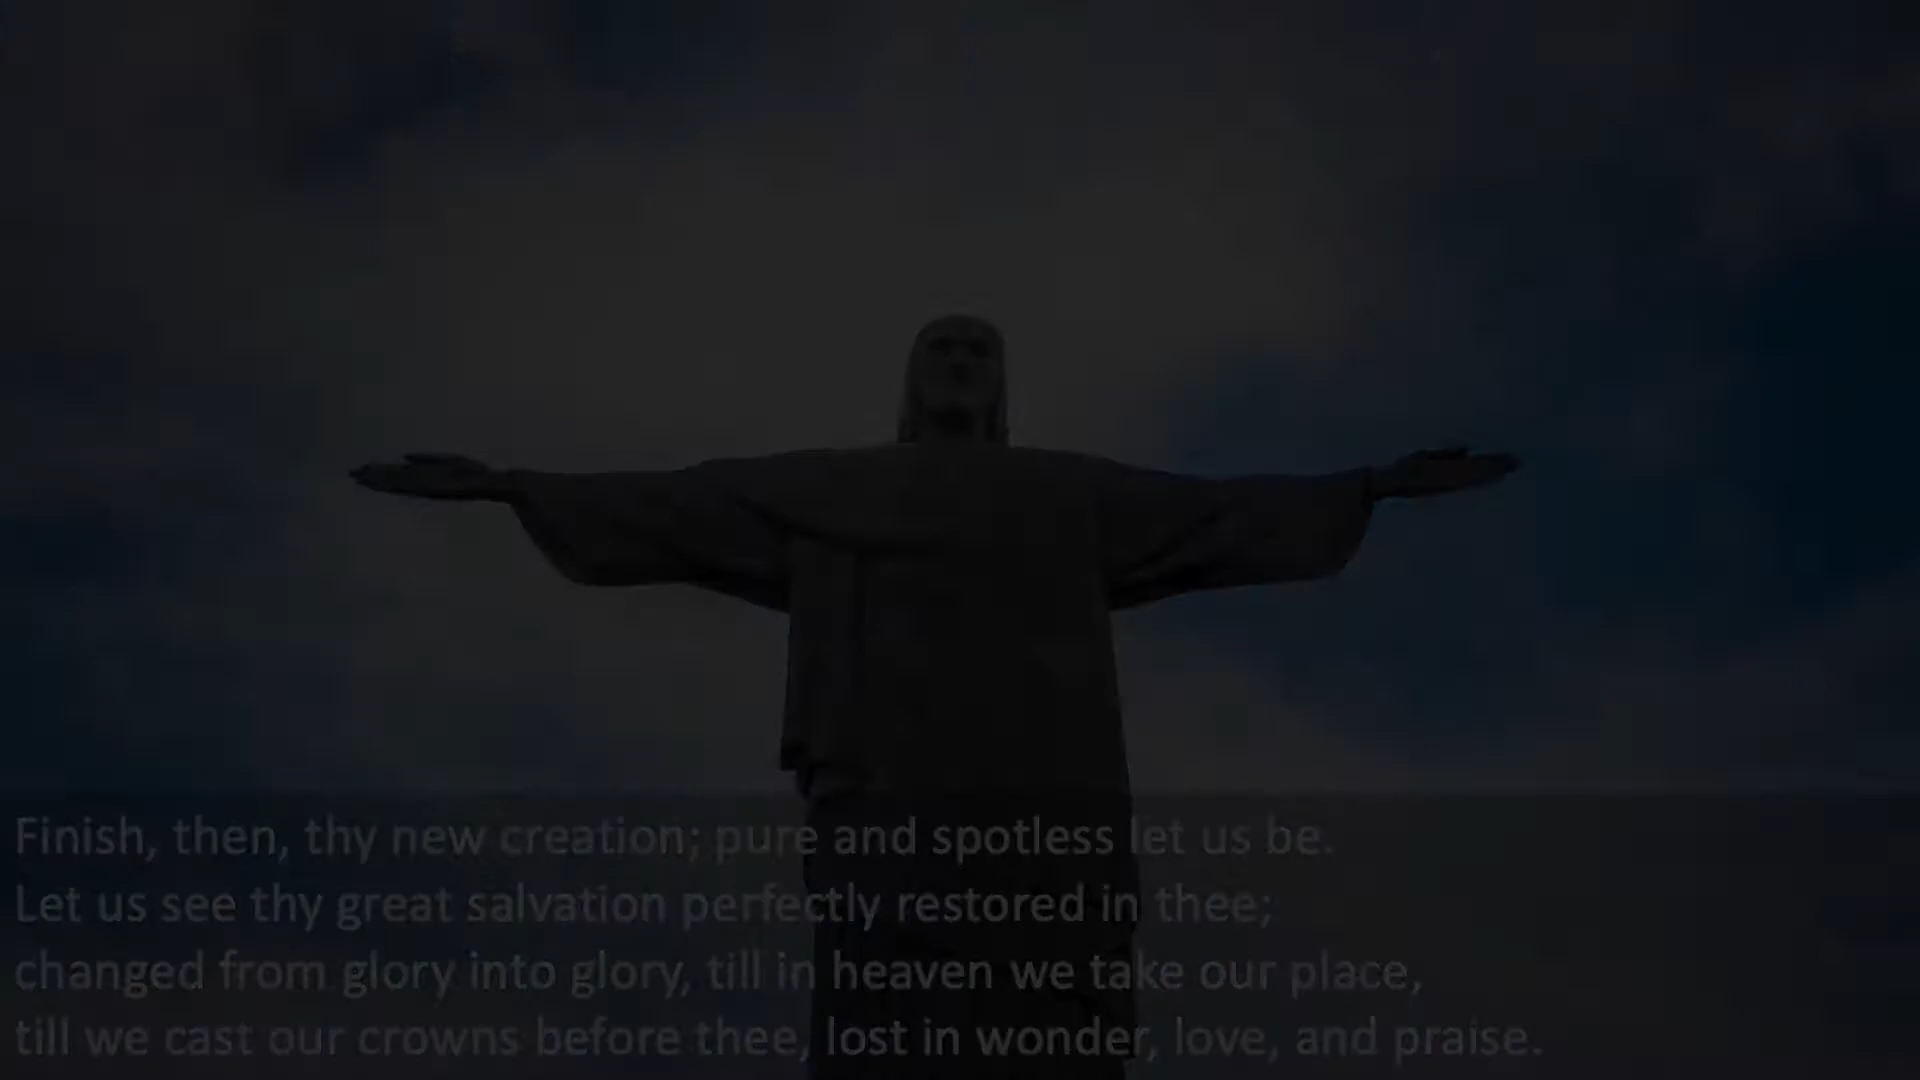 Finish, then, thy new creation; pure and spotless let us be.
Let us see thy great salvation perfectly restored in thee;
changed from glory into glory, till in heaven we take our place,
till we cast our crowns before thee, lost in wonder, love, and praise.